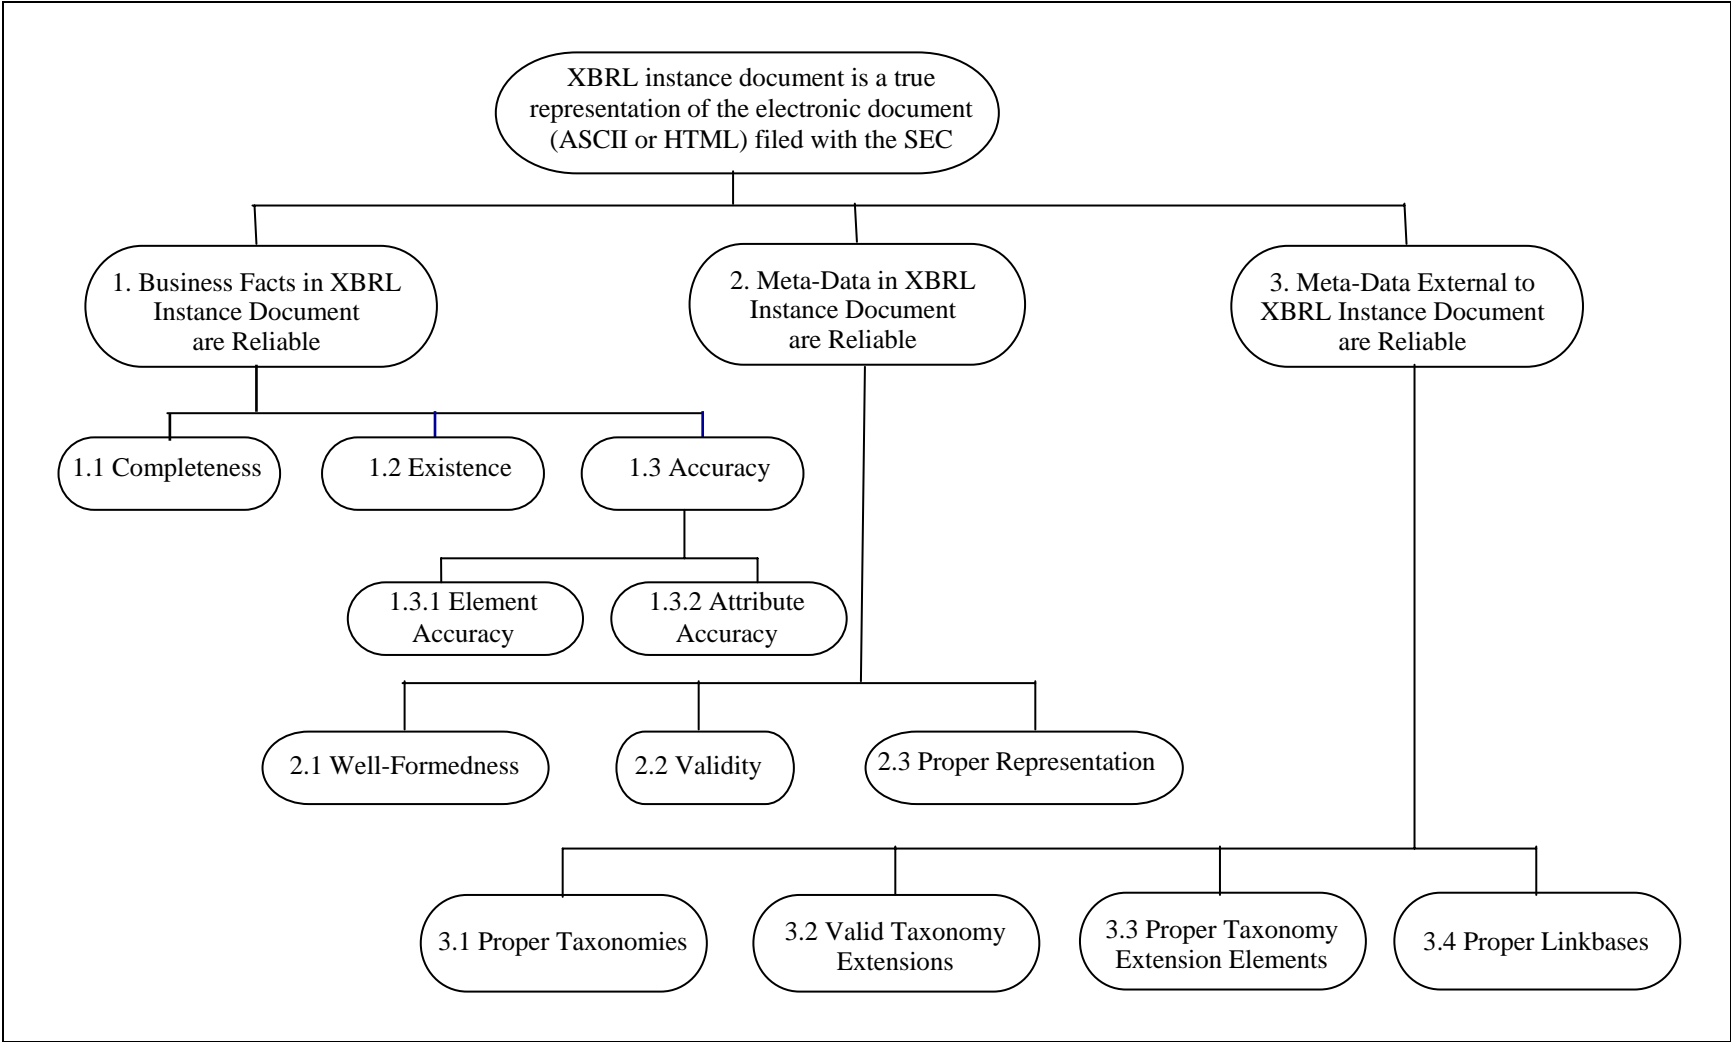 XBRL instance document is a true
representation of the electronic document
(ASCII or HTML) filed with the SEC
1. Business Facts in XBRL
Instance Document
are Reliable
2. Meta-Data in XBRL
Instance Document
are Reliable
3. Meta-Data External to
XBRL Instance Document
are Reliable
1.1 Completeness
1.2 Existence
1.3 Accuracy
1.3.1 Element
Accuracy
1.3.2 Attribute
Accuracy
2.1 Well-Formedness
2.2 Validity
2.3 Proper Representation
3.1 Proper Taxonomies
3.2 Valid Taxonomy
Extensions
3.3 Proper Taxonomy
Extension Elements
3.4 Proper Linkbases